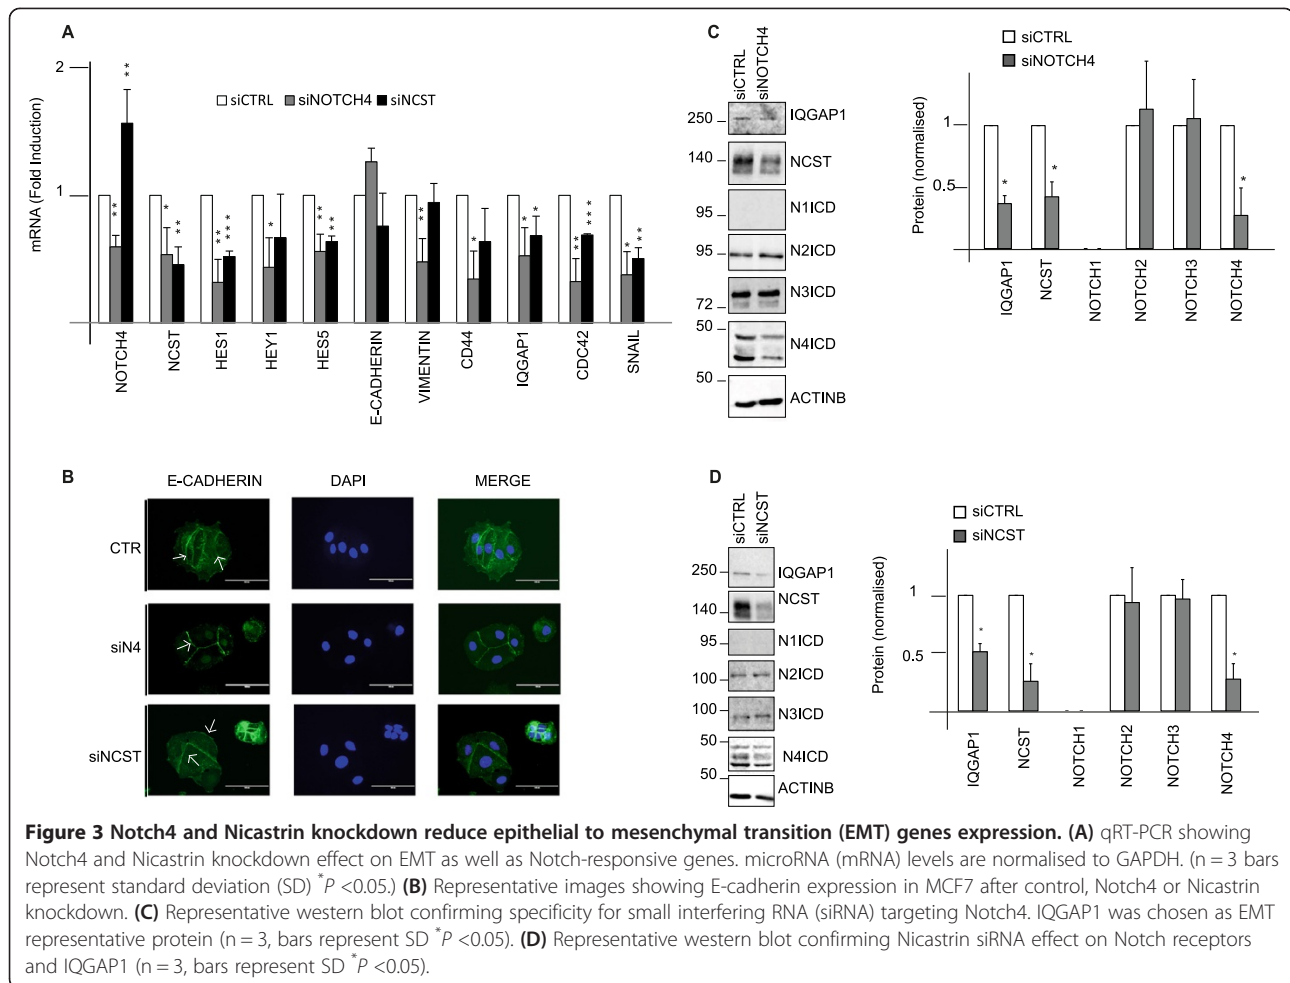 A
2
1
mRNA (Fold Induction)
siCTRL siNOTCH4 siNCST
** ** * ** ** *** * ** ** ** * * * ** *** * **
NOTCH4
NCST
HES1
HEY1
HES5
E-CADHERIN
VIMENTIN
CD44
IQGAP1
CDC42
SNAIL
C
siCTRL
siNOTCH4
250
IQGAP1
140
NCST
95
N1ICD
95
N2ICD
N3ICD
72
50
N4ICD
50
ACTINB
siCTRL
siNOTCH4
Protein (normalised)
1
0.5
* * *
IQGAP1
NCST
NOTCH1
NOTCH2
NOTCH3
NOTCH4
B
E-CADHERIN DAPI MERGE
CTR
siN4
siNCST
D
siCTRL
siNCST
250
IQGAP1
NCST
140
95
N1ICD
100
N2ICD
100
N3ICD
50
N4ICD
50
ACTINB
siCTRL
siNCST
Protein (normalised)
1
0.5
* * *
IQGAP1
NCST
NOTCH1
NOTCH2
NOTCH3
NOTCH4
Figure 3 Notch4 and Nicastrin knockdown reduce epithelial to mesenchymal transition (EMT) genes expression. (A) qRT-PCR showing
Notch4 and Nicastrin knockdown effect on EMT as well as Notch-responsive genes. microRNA (mRNA) levels are normalised to GAPDH. (n = 3 bars
represent standard deviation (SD) *P <0.05.) (B) Representative images showing E-cadherin expression in MCF7 after control, Notch4 or Nicastrin
knockdown. (C) Representative western blot confirming specificity for small interfering RNA (siRNA) targeting Notch4. IQGAP1 was chosen as EMT
representative protein (n = 3, bars represent SD *P <0.05). (D) Representative western blot confirming Nicastrin siRNA effect on Notch receptors
and IQGAP1 (n = 3, bars represent SD *P <0.05).